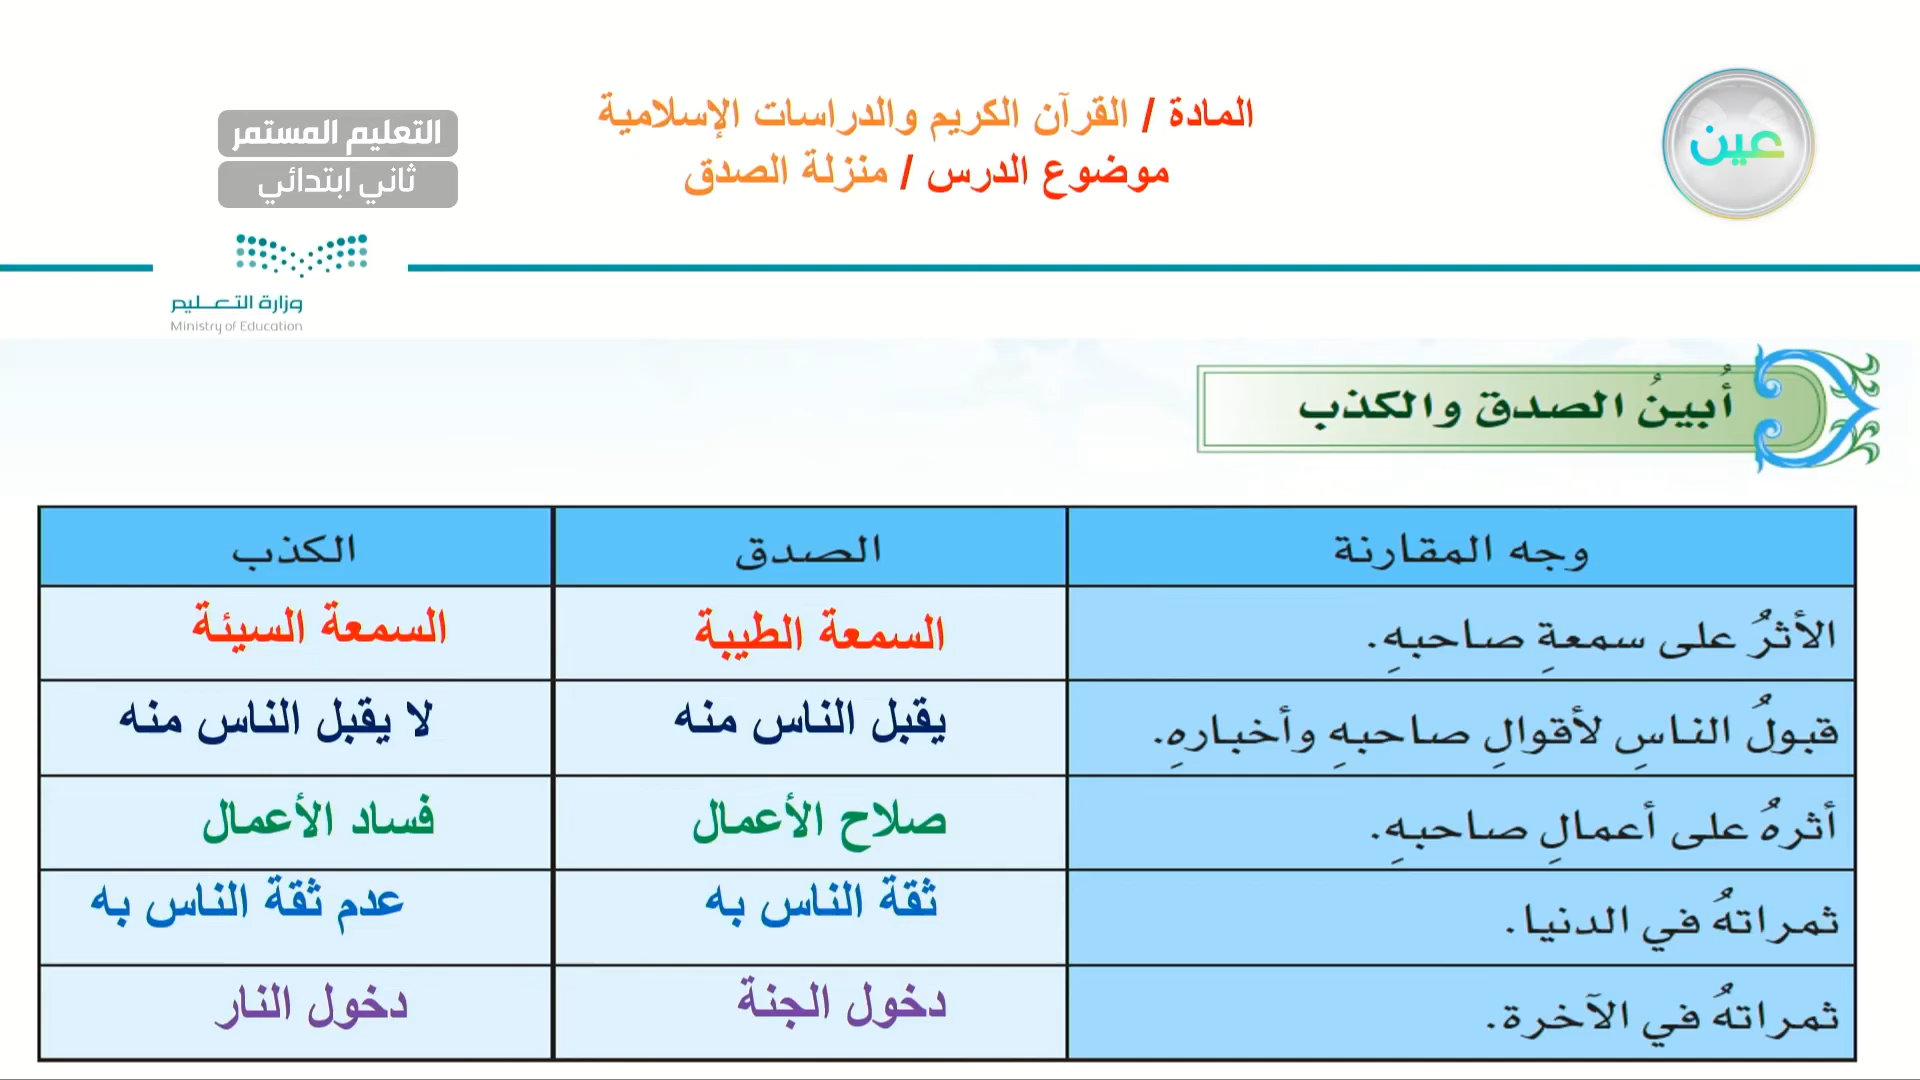 المادة / القرآن الكريم والدراسات الإسلامية
موضوع الدرس / منزلة الصدق
عين
التعليم المستمر
ثاني ابتدائي
وزارة التعـليم
Ministry of Education
أُبينُ الصدق والكذب
وجه المقارنة الصدق الكذب
الأثرُ على سمعةِ صاحبهِ. السمعة الطيبة السمعة السيئة
قبولُ الناسِ لأقوالِ صاحبهِ وأخبارهِ. يقبل الناس منه لا يقبل الناس منه
أثرهُ على أعمالِ صاحبهِ. صلاح الأعمال فساد الأعمال
ثمراتهُ في الدنيا. ثقة الناس به عدم ثقة الناس به
ثمراتهُ في الآخرة. دخول الجنة دخول النار